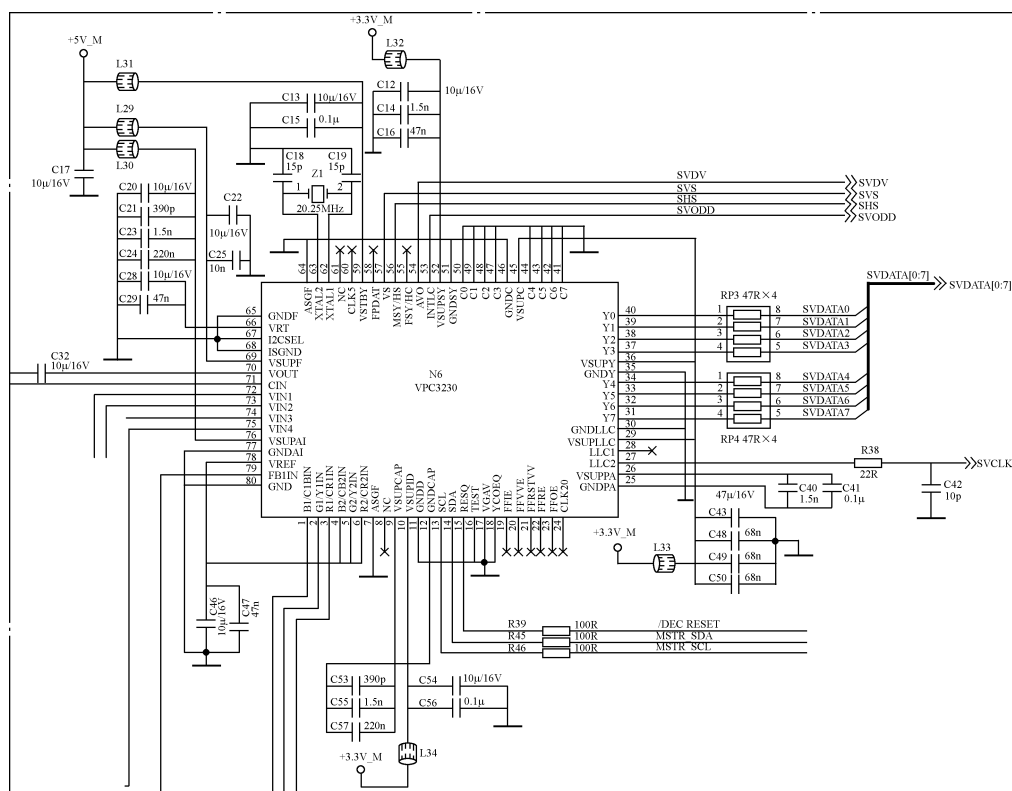 +3.3V_M
L32
+5V_M
L31
L29
L30
C17
10μ/16V
C13
10μ/16V
C15
0.1μ
C12
10μ/16V
C14
1.5n
C16
47n
C18
15p
C19
15p
Z1
1
2
20.25MHz
C20
10μ/16V
C21
390p
C23
1.5n
C24
220n
C28
10μ/16V
C29
47n
C22
10μ/16V
C25
10n
SVDV
SVS
SHS
SVODD
SVDV
SVS
SHS
SVODD
SVDATA[0:7]
SVDATA[0:7]
64 63 62 61 60 59 58 57 56 55 54 53 52 51 50 49 48 47 46 45 44 43 42 41
ASGF
XTAL2
XTAL1
NC
CLK5
VSTBY
FPDAT
VS
MSY/HS
FSY/HC
AVO
INTLC
VSUPSY
GNDSY
C0
C1
C2
C3
GNDC
VSUPC
C4
C5
C6
C7
65 GNDF
66 VRT
67 I2CSEL
68 ISGND
69 VSUPF
70 VOUT
71 CIN
72 VIN1
73 VIN2
74 VIN3
75 VIN4
76 VSUPAI
77 GNDAI
78 VREF
79 FB1IN
80 GND
N6
VPC3230
Y0 40
Y1 39
Y2 38
Y3 37
VSUPY 36
GNDY 35
Y4 34
Y5 33
Y6 32
Y7 31
GNDLLC 30
VSUPLLC 29
LLC1 28
LLC2 27
VSUPPA 26
GNDPA 25
RP3 47R×4
1 8 SVDATA0
2 7 SVDATA1
3 6 SVDATA2
4 5 SVDATA3
1 8 SVDATA4
2 7 SVDATA5
3 6 SVDATA6
4 5 SVDATA7
RP4 47R×4
C32
10μ/16V
R38
22R
SVCLK
C40
1.5n
C41
0.1μ
C42
10p
B1/C1BIN
G1/Y1IN
R1/CR1IN
B2/CB2IN
G2/Y2IN
R2/CR2IN
ASGF
NC
VSUPCAP
VSUPID
GNDD
GNDCAP
SCL
SDA
RESQ
TEST
VGAV
YCOEQ
FFIE
FFVVE
FFRSTVV
FFRE
FFOE
CLK20
1 2 3 4 5 6 7 8 9 10 11 12 13 14 15 16 17 18 19 20 21 22 23 24
47μ/16V
C43
C48
68n
C49
68n
C50
68n
+3.3V_M
L33
C46
10μ/16V
C47
47n
R39
100R
/DEC RESET
R45
100R
MSTR SDA
R46
100R
MSTR SCL
C53
390p
C55
1.5n
C57
220n
C54
10μ/16V
C56
0.1μ
+3.3V_M
L34